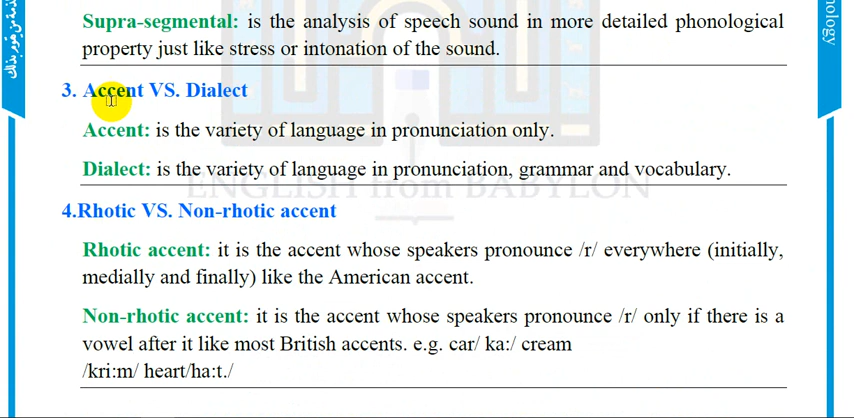 Supra-segmental: is the analysis of speech sound in more detailed phonological
property just like stress or intonation of the sound.
3. Accent VS. Dialect
Accent: is the variety of language in pronunciation only.
Dialect: is the variety of language in pronunciation, grammar and vocabulary.
ENGLISH from BABYLON
4.Rhotic VS. Non-rhotic accent
Rhotic accent: it is the accent whose speakers pronounce /r/ everywhere (initially,
medially and finally) like the American accent.
Non-rhotic accent: it is the accent whose speakers pronounce /r/ only if there is a
vowel after it like most British accents. e.g. car/ ka:/ cream
/kri:m/ heart/ha:t./